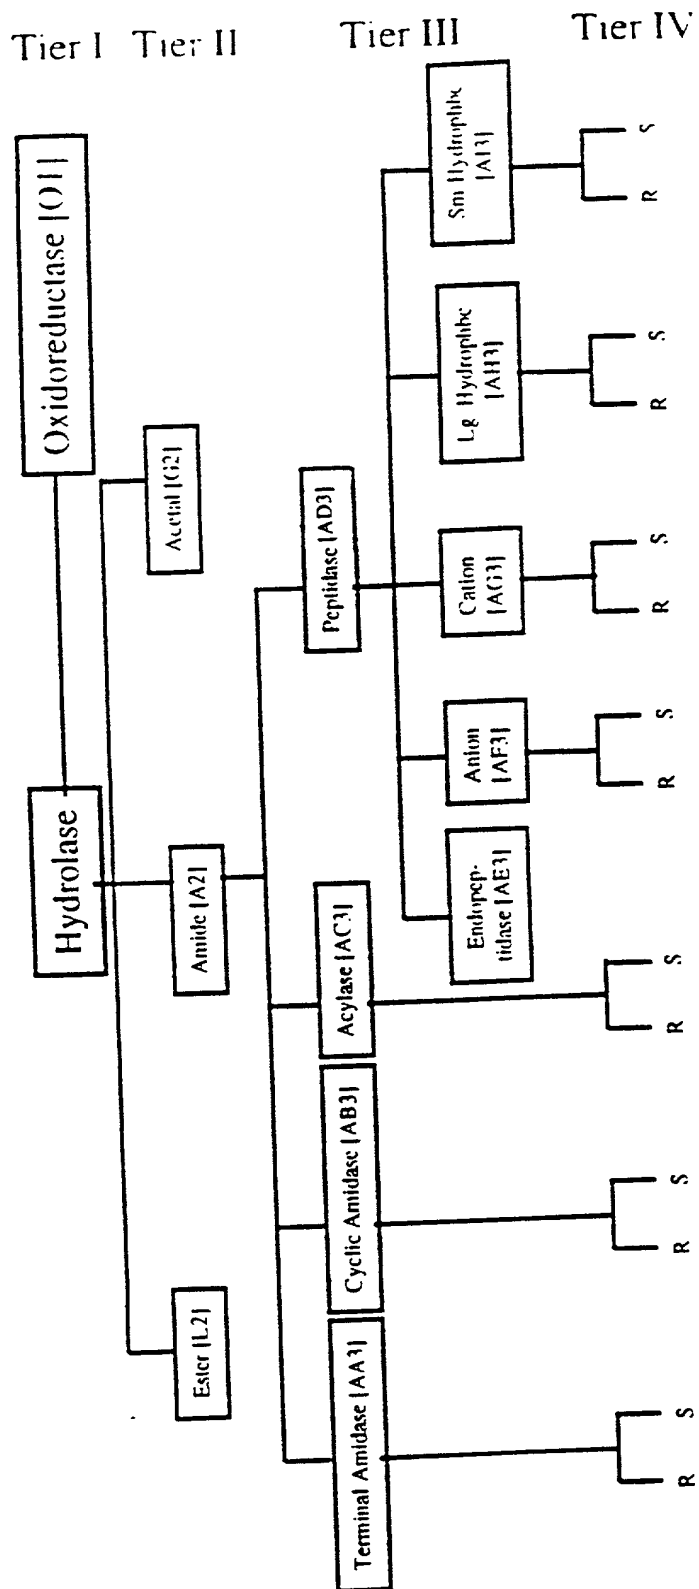 Tier I
Tier II
Tier III
Tier IV
Hydrolase
Oxidoreductase [O1]
Ester [L2]
Amide [A2]
Acetal [G2]
Terminal Amidase [AA3]
Cyclic Amidase [AB3]
Acylase [AC3]
Peptidase [AD3]
Endopep-
tidase [AE3]
Anion
[AF3]
Cation
[AG3]
Lg Hydrophbc
[AH3]
Sm Hydrophbc
[AI3]
R
S
R
S
R
S
R
S
R
S
R
S
R
S